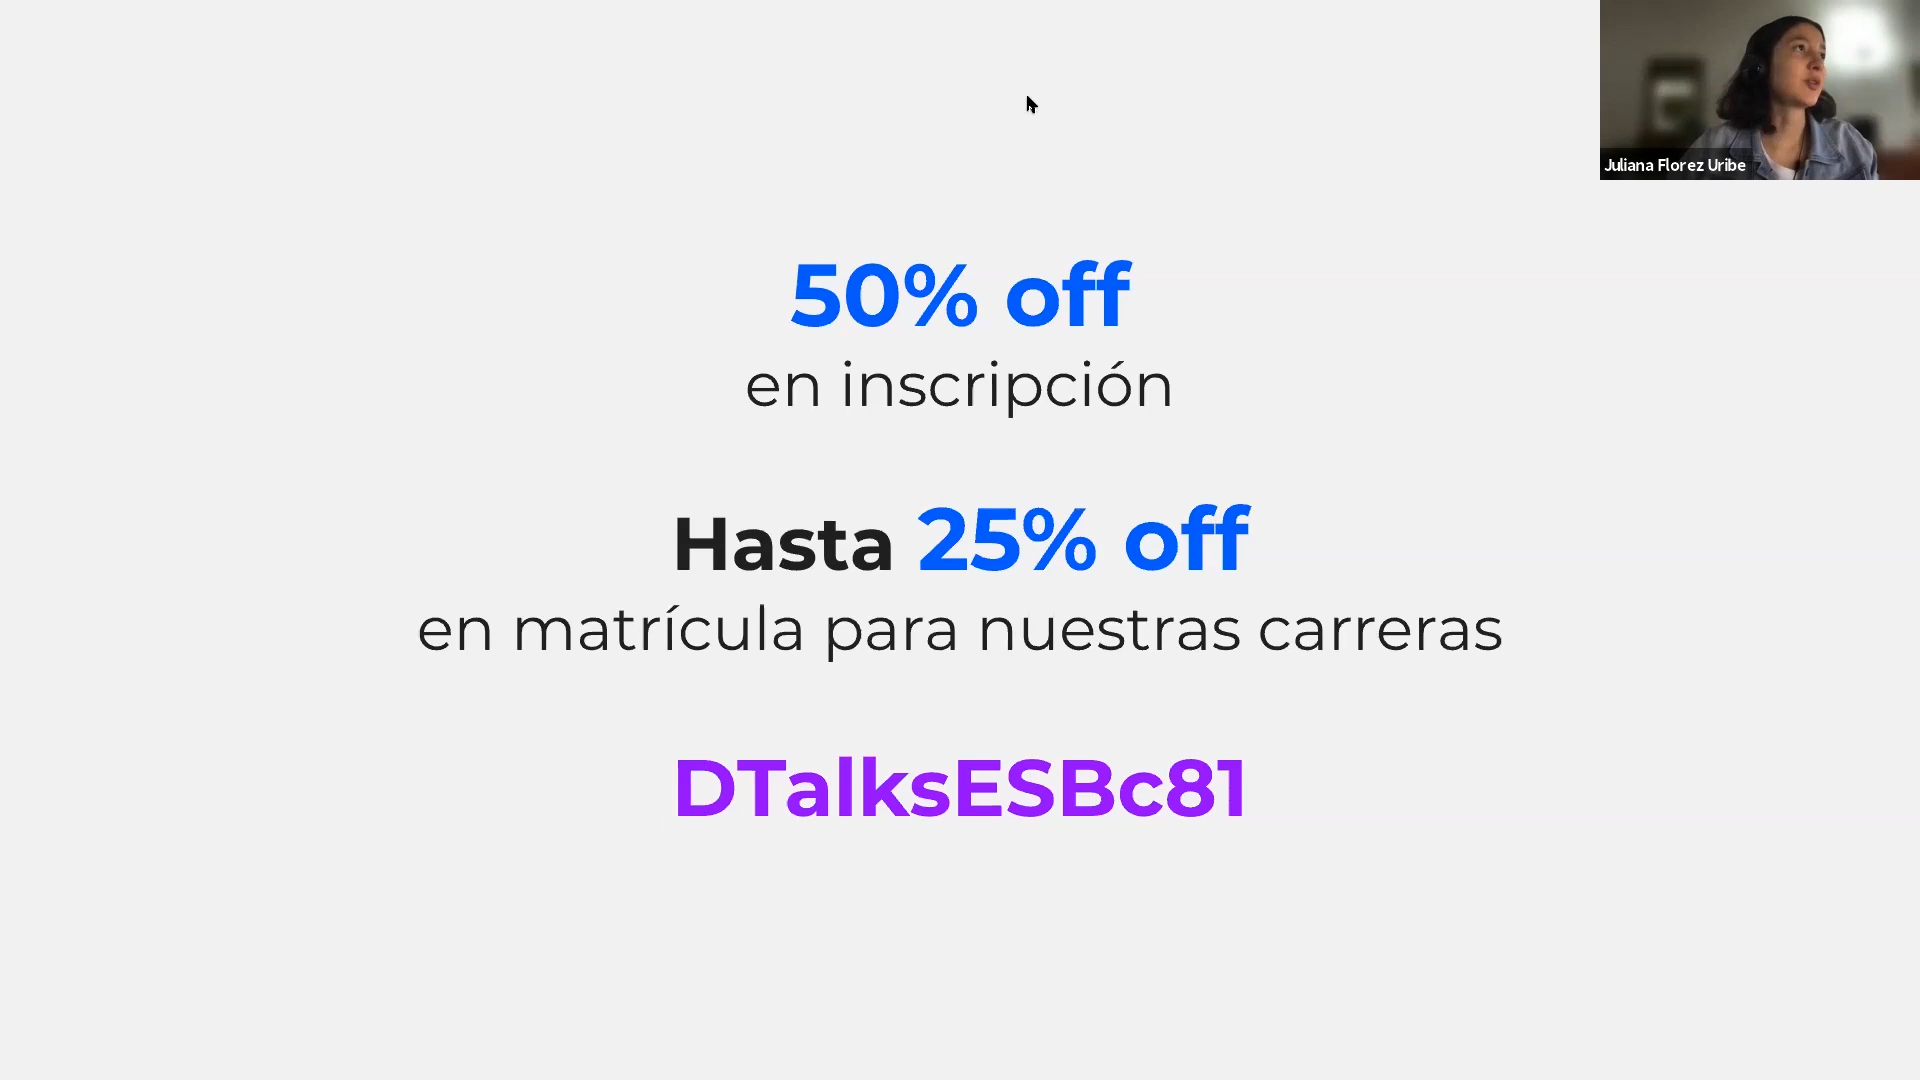 Juliana Florez Uribe
50% off
en inscripción
Hasta 25% off
en matrícula para nuestras carreras
DTalksESBc81